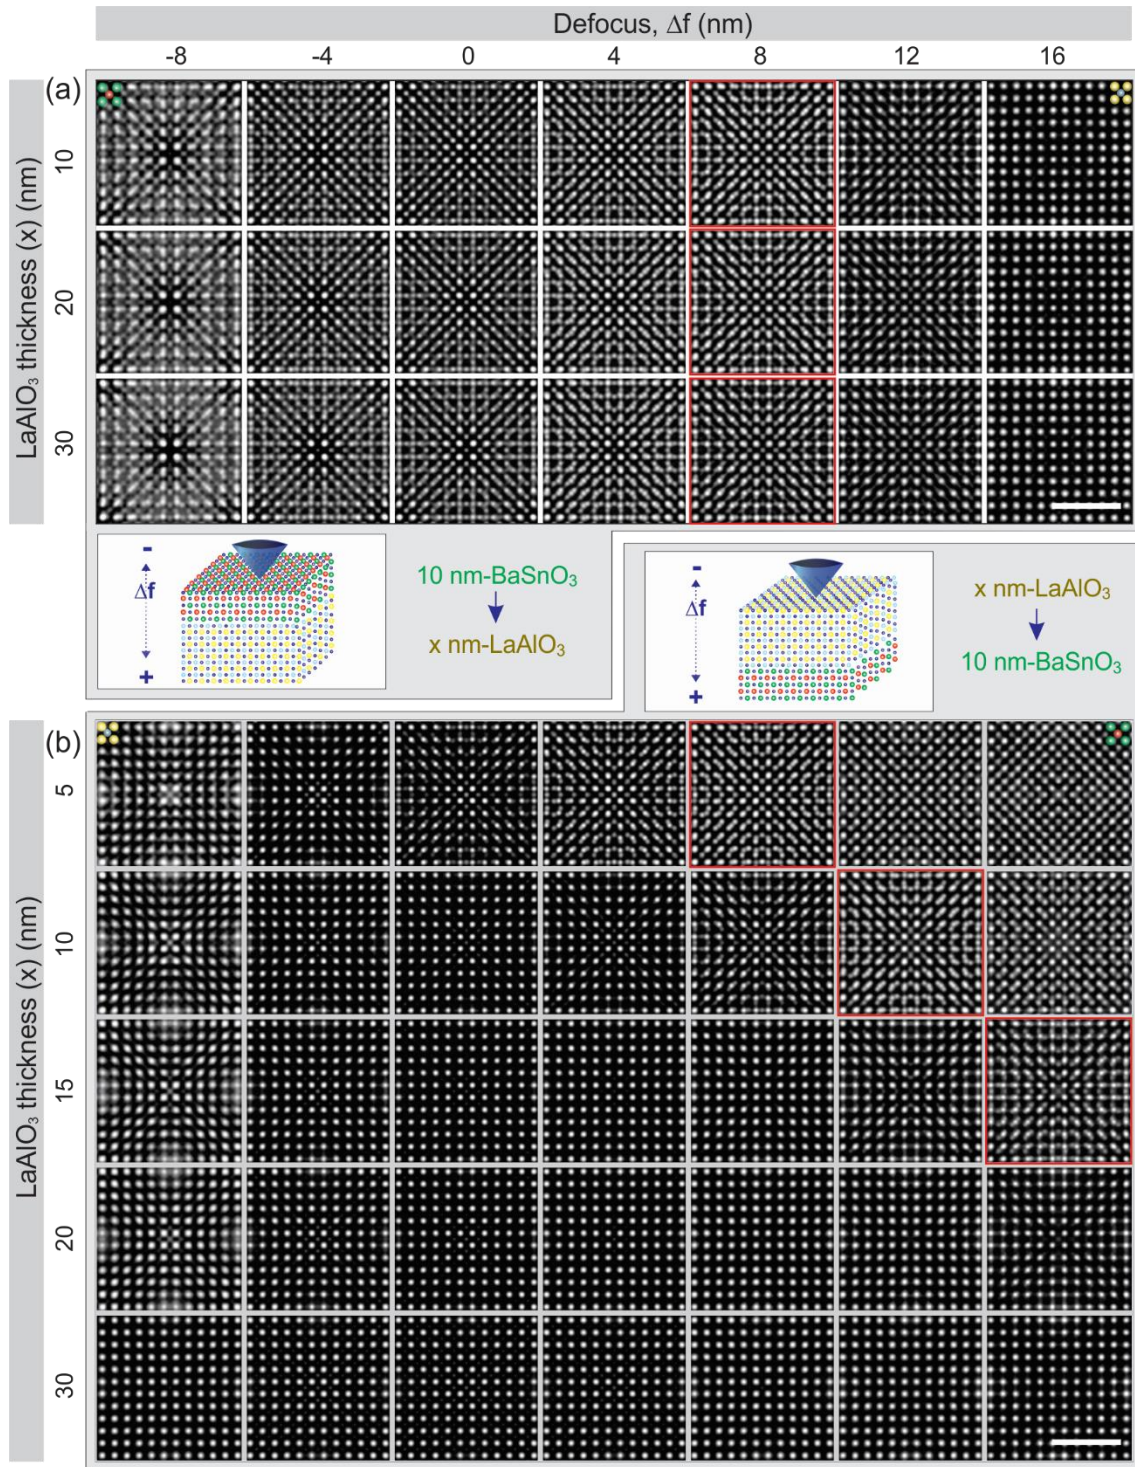 Defocus, Δf (nm)
-8 -4 0 4 8 12 16
(a)
LaAlO₃ thickness (x) (nm)
10
20
30
-
Δf
+
10 nm-BaSnO₃
x nm-LaAlO₃
-
Δf
+
x nm-LaAlO₃
10 nm-BaSnO₃
(b)
LaAlO₃ thickness (x) (nm)
5
10
15
20
30